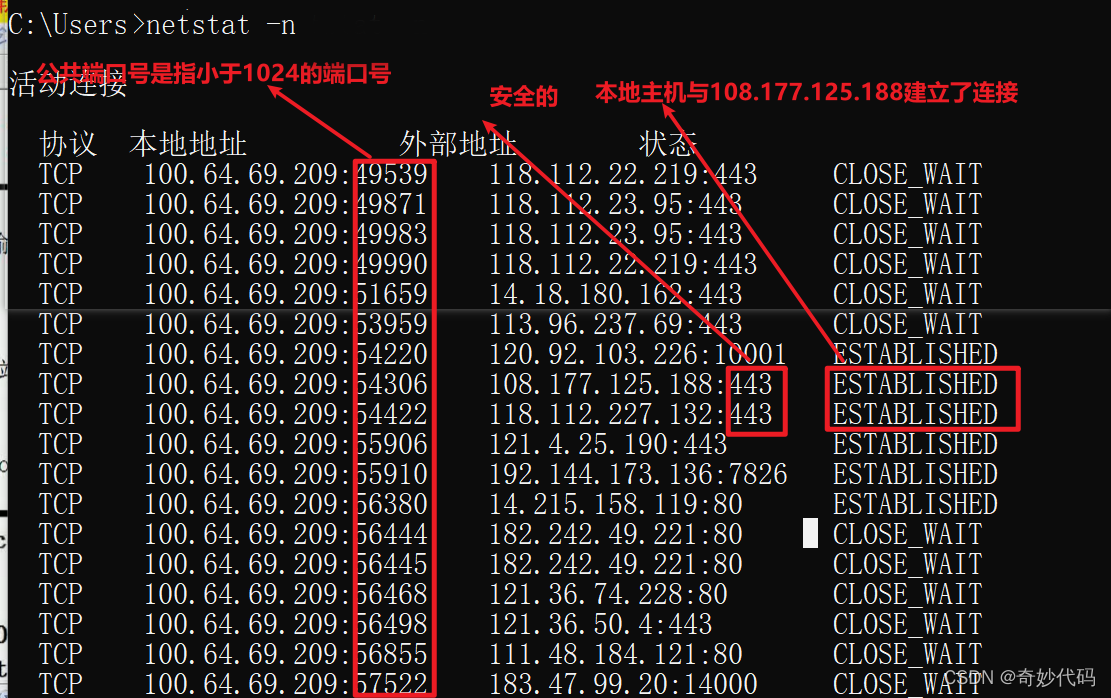 C:\Users>netstat -n
公共端口号是指小于1024的端口号
安全的
本地主机与108.177.125.188建立了连接
活动连接
协议 本地地址 外部地址 状态
TCP 100.64.69.209:49539 118.112.22.219:443 CLOSE_WAIT
TCP 100.64.69.209:49871 118.112.23.95:443 CLOSE_WAIT
TCP 100.64.69.209:49983 118.112.23.95:443 CLOSE_WAIT
TCP 100.64.69.209:49990 118.112.22.219:443 CLOSE_WAIT
TCP 100.64.69.209:51659 14.18.180.162:443 CLOSE_WAIT
TCP 100.64.69.209:53959 113.96.237.69:443 CLOSE_WAIT
TCP 100.64.69.209:54220 120.92.103.226:10001 ESTABLISHED
TCP 100.64.69.209:54306 108.177.125.188:443 ESTABLISHED
TCP 100.64.69.209:54422 118.112.227.132:443 ESTABLISHED
TCP 100.64.69.209:55906 121.4.25.190:443 ESTABLISHED
TCP 100.64.69.209:55910 192.144.173.136:7826 ESTABLISHED
TCP 100.64.69.209:56380 14.215.158.119:80 ESTABLISHED
TCP 100.64.69.209:56444 182.242.49.221:80 CLOSE_WAIT
TCP 100.64.69.209:56445 182.242.49.221:80 CLOSE_WAIT
TCP 100.64.69.209:56468 121.36.74.228:80 CLOSE_WAIT
TCP 100.64.69.209:56498 121.36.50.4:443 CLOSE_WAIT
TCP 100.64.69.209:56855 111.48.184.121:80 CLOSE_WAIT
TCP 100.64.69.209:57522 183.47.99.20:14000 CLOSE_WAIT
CSDN @奇妙代码